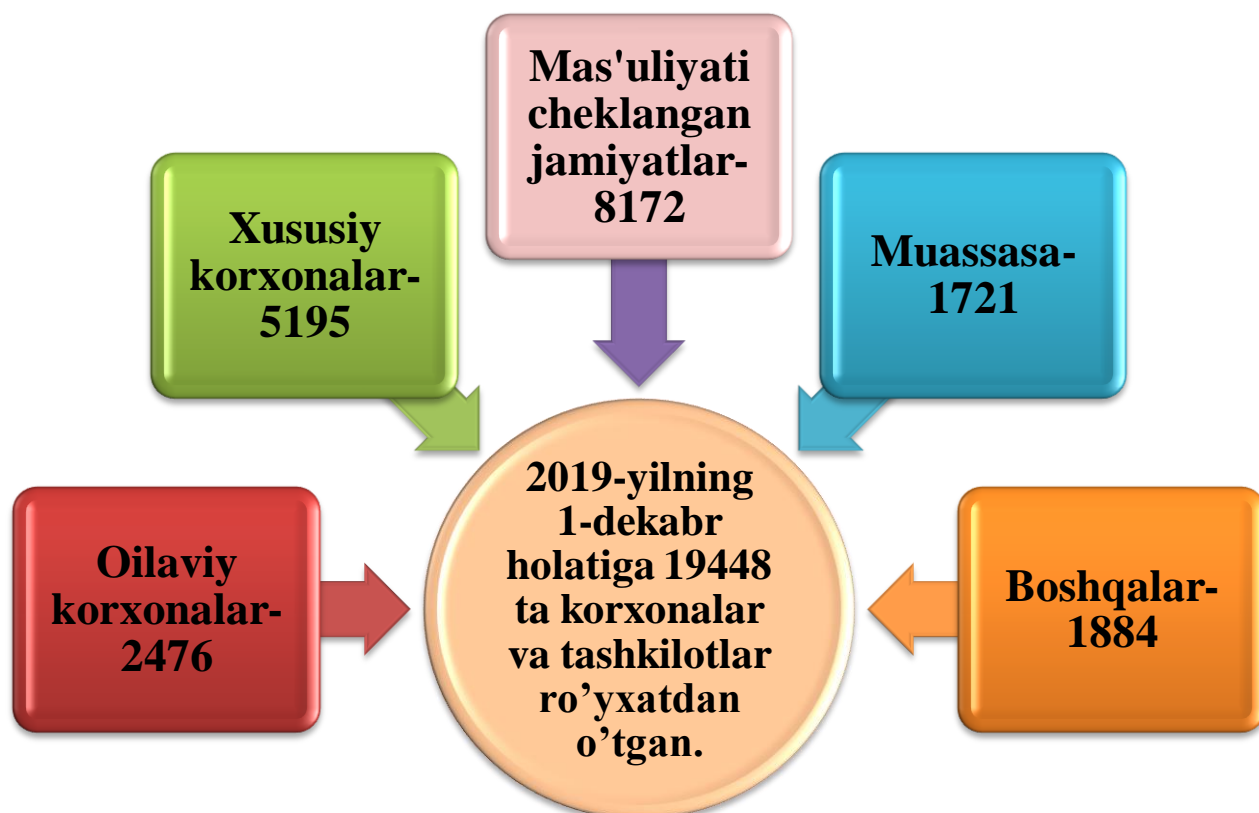 Mas'uliyati
cheklangan
jamiyatlar-
8172
Xususiy
korxonalar-
5195
Muassasa-
1721
Oilaviy
korxonalar-
2476
2019-yilning
1-dekabr
holatiga 19448
ta korxonalar
va tashkilotlar
ro’yxatdan
o’tgan.
Boshqalar-
1884